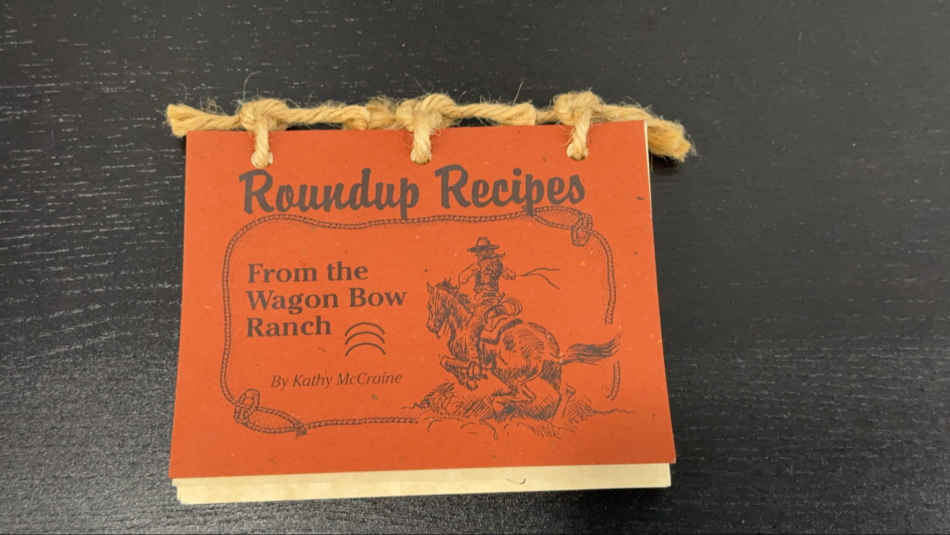 Roundup Recipes
From the
Wagon Bow
Ranch
By Kathy McCraine